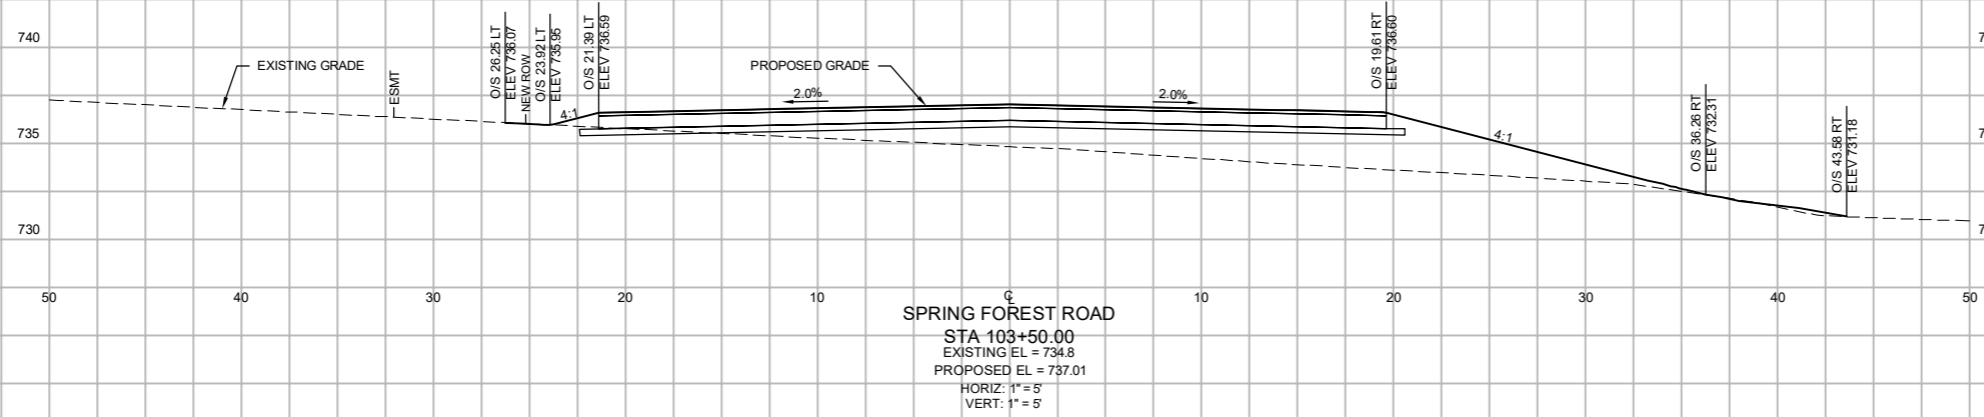 740
735
730
7
7
7
EXISTING GRADE
ESMT
O/S 26.25 LT
ELEV 736.07
NEW ROW
O/S 23.92 LT
ELEV 735.95
4:1
O/S 21.39 LT
ELEV 736.59
2.0%
PROPOSED GRADE
2.0%
O/S 19.61 RT
ELEV 736.60
4:1
O/S 36.26 RT
ELEV 732.31
O/S 43.58 RT
ELEV 731.18
50 40 30 20 10 ℄ 10 20 30 40 50
SPRING FOREST ROAD
STA 103+50.00
EXISTING EL = 734.8
PROPOSED EL = 737.01
HORIZ: 1" = 5'
VERT: 1" = 5'